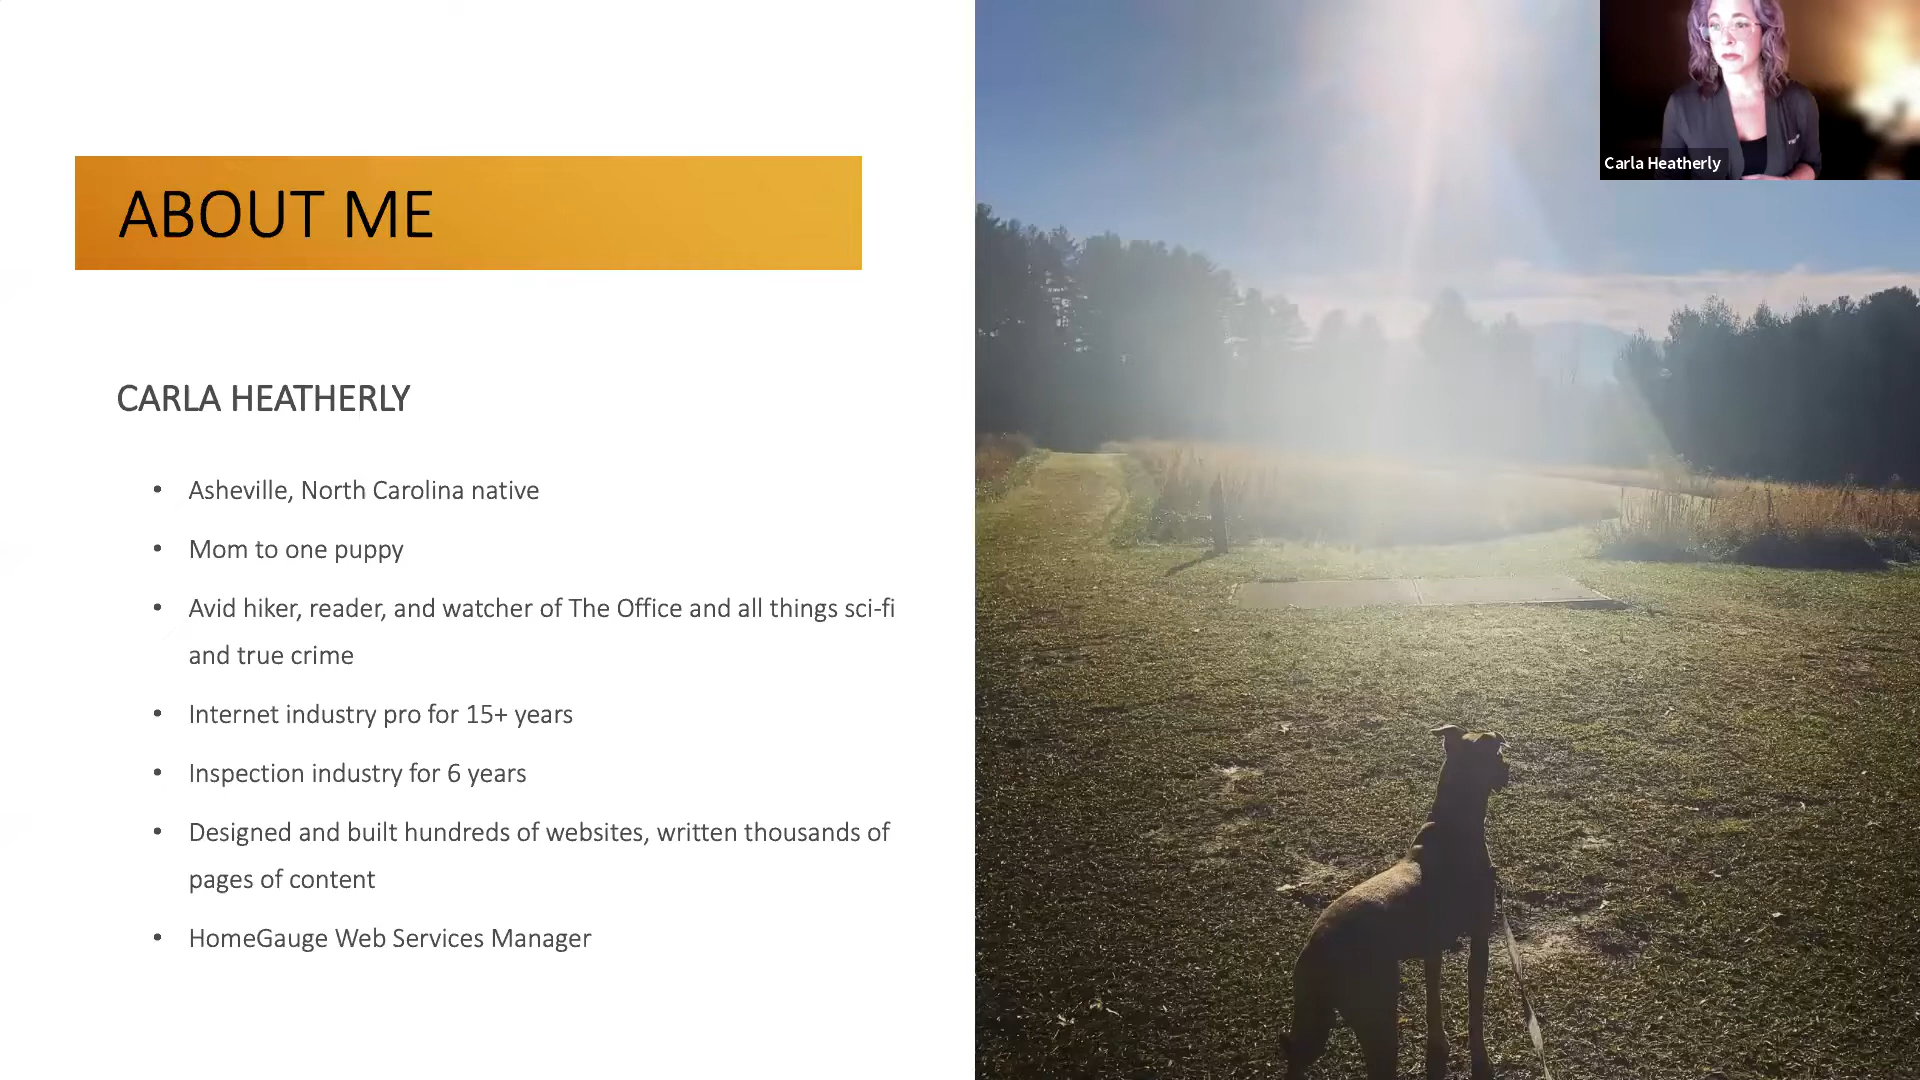 ABOUT ME
CARLA HEATHERLY
• Asheville, North Carolina native
• Mom to one puppy
• Avid hiker, reader, and watcher of The Office and all things sci-fi
and true crime
• Internet industry pro for 15+ years
• Inspection industry for 6 years
• Designed and built hundreds of websites, written thousands of
pages of content
• HomeGauge Web Services Manager
Carla Heatherly